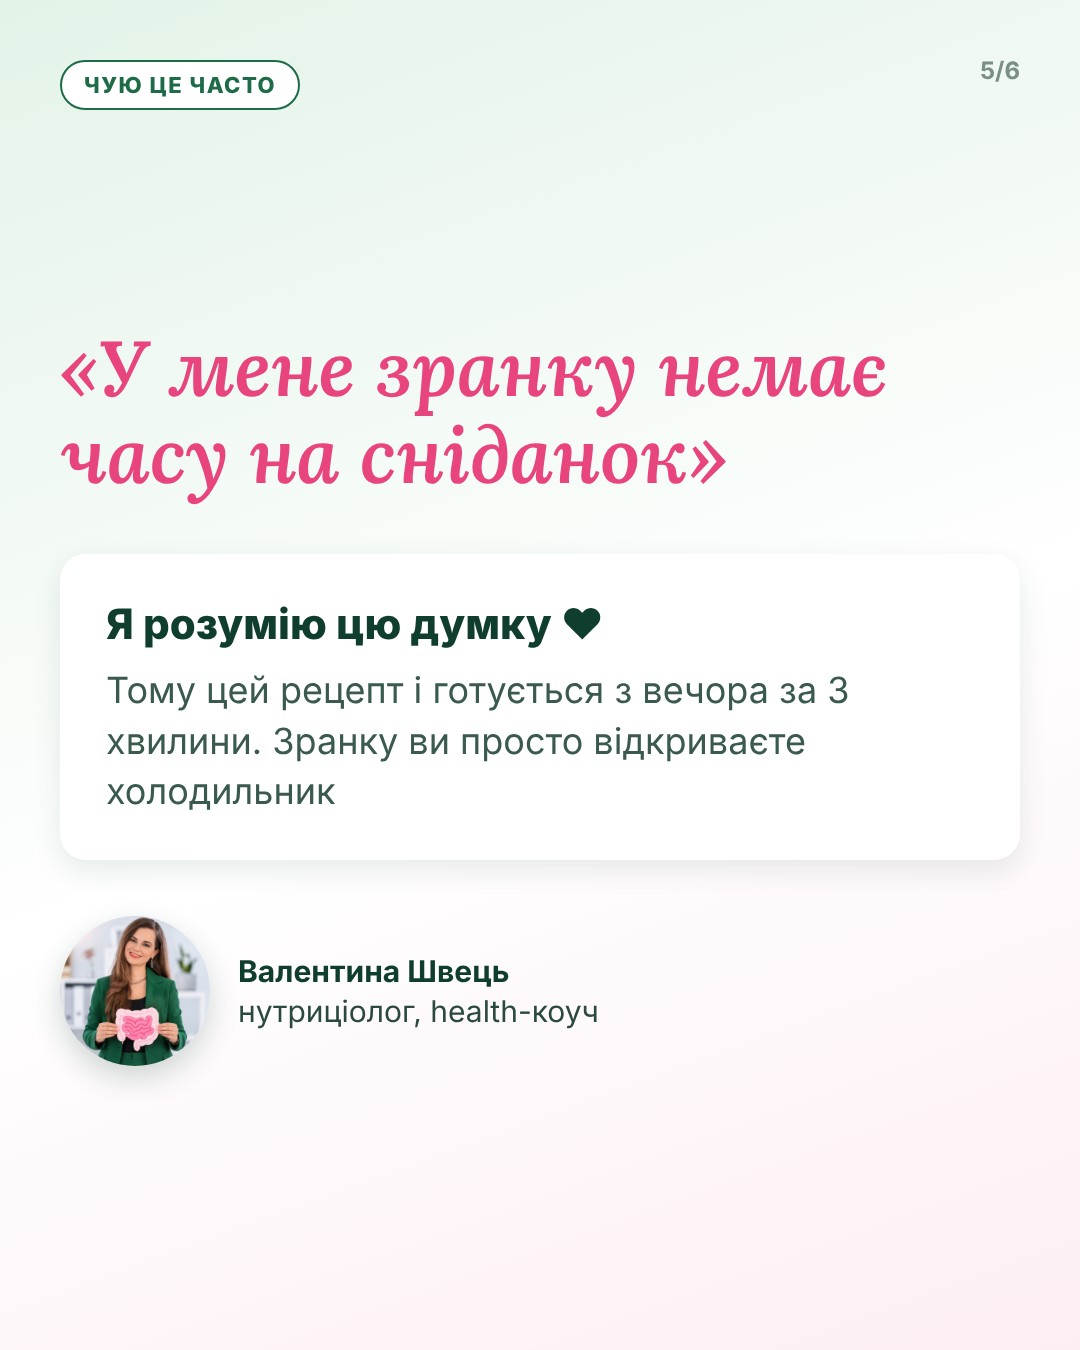 ЧУЮ ЦЕ ЧАСТО
5/6
«У мене зранку немає
часу на сніданок»
Я розумію цю думку ♥
Тому цей рецепт і готується з вечора за 3
хвилини. Зранку ви просто відкриваєте
холодильник
Валентина Швець
нутриціолог, health-коуч